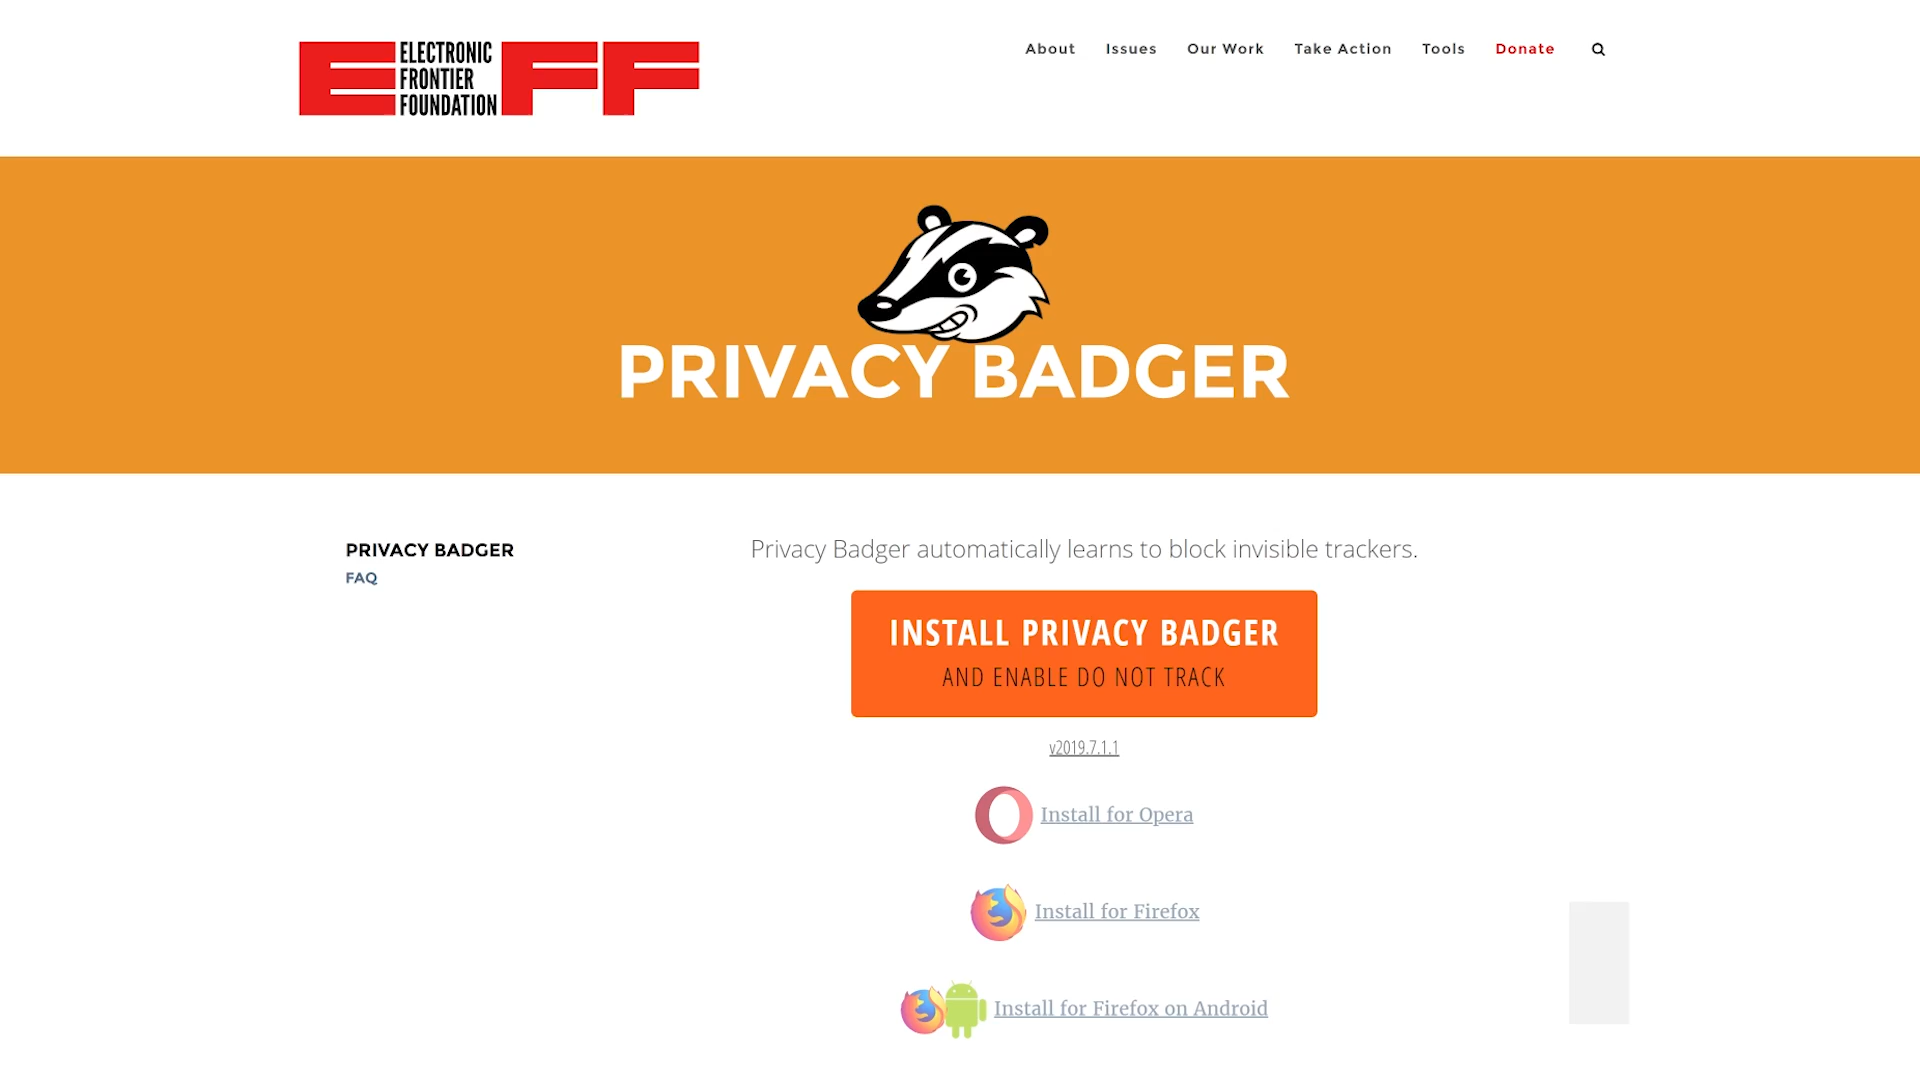 ELECTRONIC
FRONTIER
FOUNDATION
EFF
About Issues Our Work Take Action Tools Donate
PRIVACY BADGER
PRIVACY BADGER
FAQ
Privacy Badger automatically learns to block invisible trackers.
INSTALL PRIVACY BADGER
AND ENABLE DO NOT TRACK
v2019.7.1.1
Install for Opera
Install for Firefox
Install for Firefox on Android